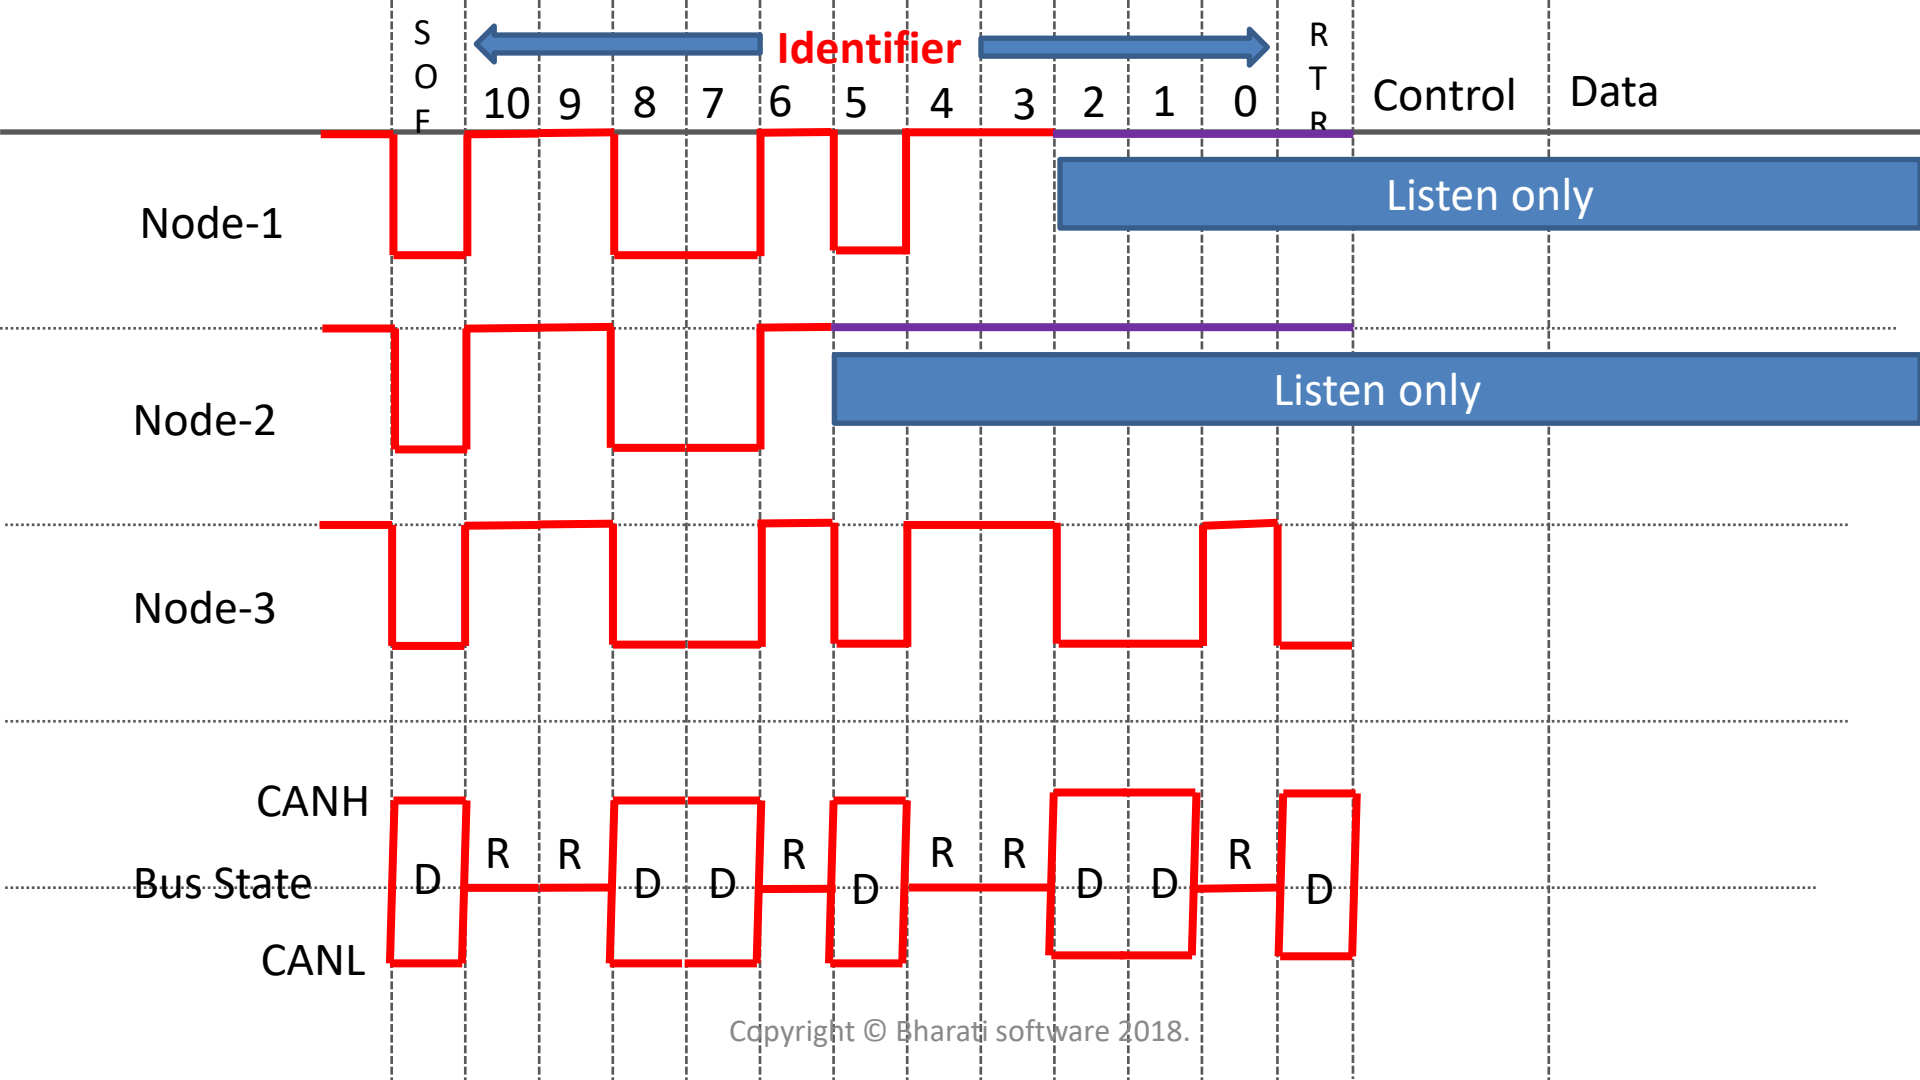 S
O
F
Identifier
R
T
R
10 9 8 7 6 5 4 3 2 1 0
Control
Data
Node-1
Listen only
Node-2
Listen only
Node-3
CANH
Bus State
D R R D D R D R R D D R D
CANL
Copyright © Bharati software 2018.